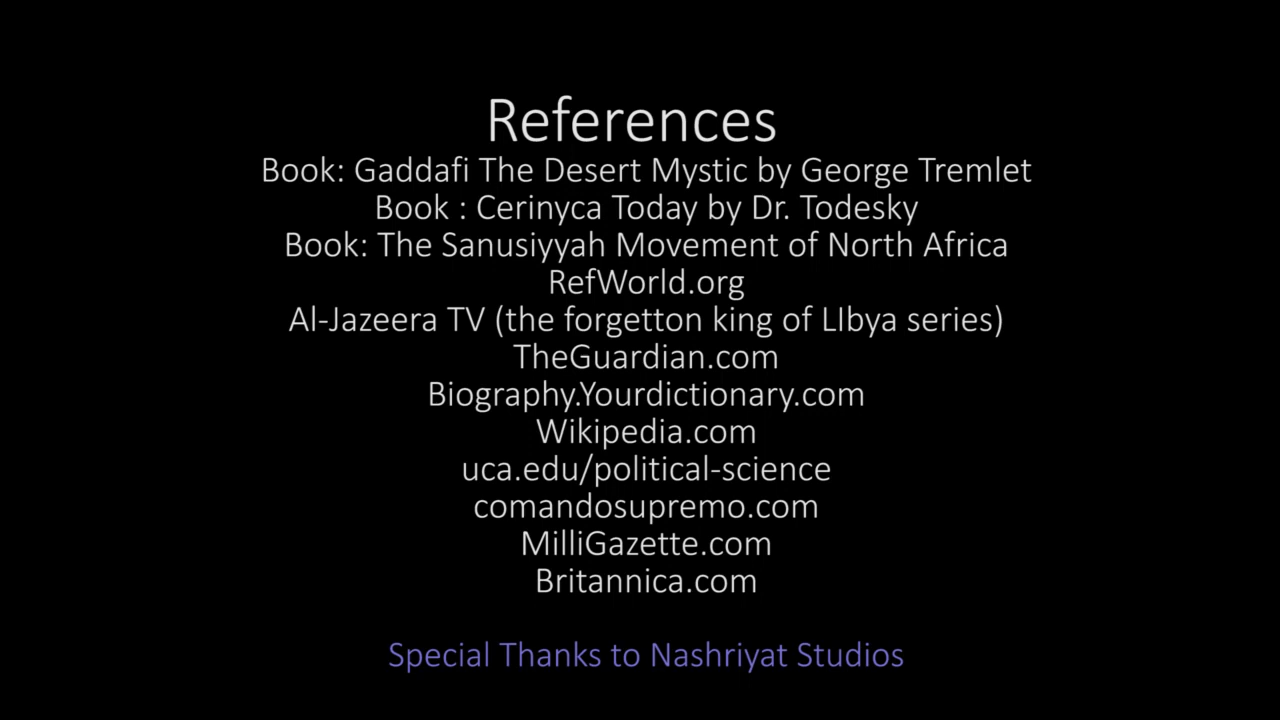 References
Book: Gaddafi The Desert Mystic by George Tremlet
Book : Cerinyca Today by Dr. Todesky
Book: The Sanusiyyah Movement of North Africa
RefWorld.org
Al-Jazeera TV (the forgetton king of LIbya series)
TheGuardian.com
Biography.Yourdictionary.com
Wikipedia.com
uca.edu/political-science
comandosupremo.com
MilliGazette.com
Britannica.com
Special Thanks to Nashriyat Studios